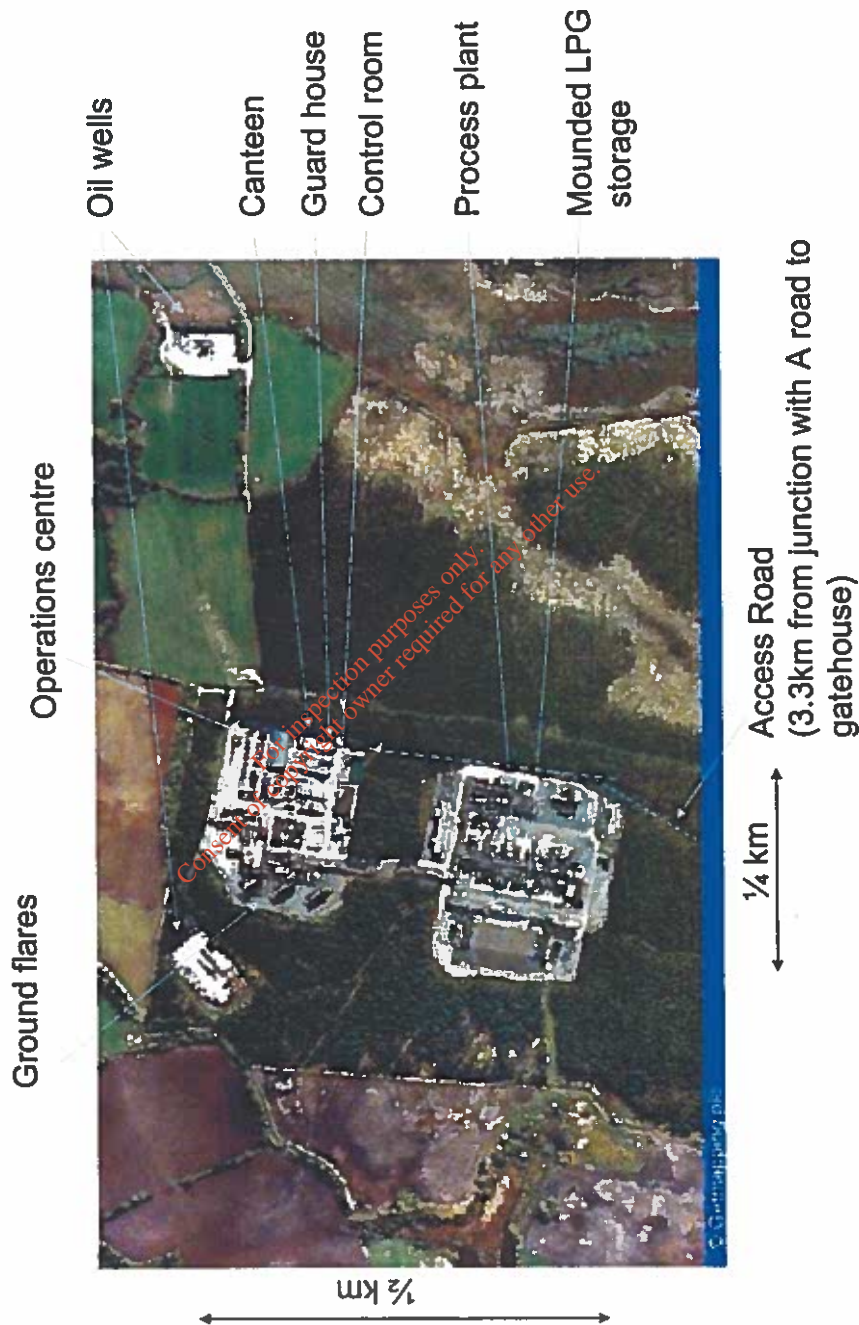 Ground flares
Operations centre
Oil wells
Canteen
Guard house
Control room
Process plant
Mounded LPG
storage
Access Road
(3.3km from junction with A road to
gatehouse)
¼ km
½ km
For inspection purposes only.
Consent of copyright owner required for any other use.
© Getmapping plc